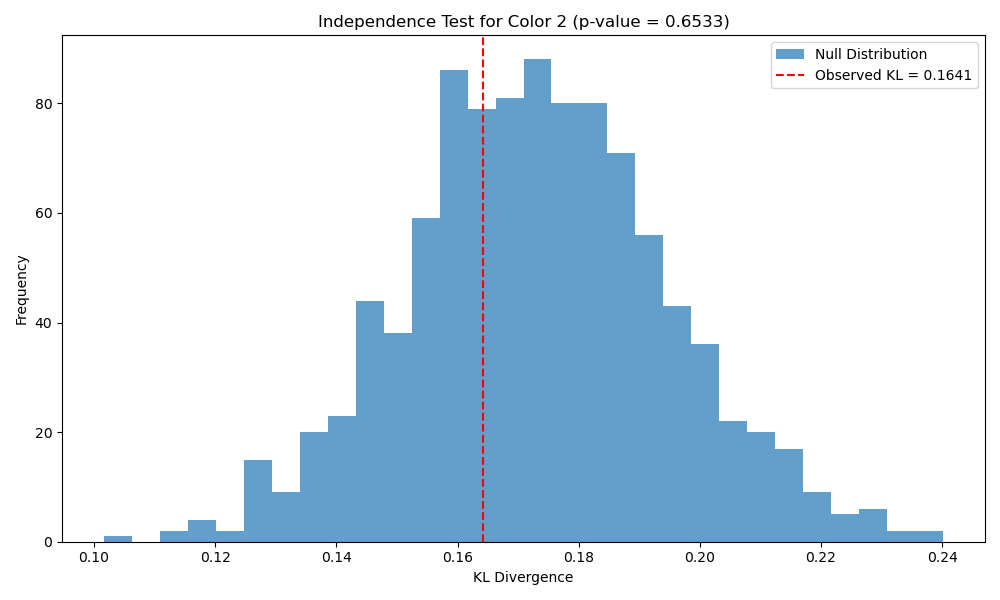 Independence Test for Color 2 (p-value = 0.6533)
Null Distribution
Observed KL = 0.1641
Frequency
80
60
40
20
0
0.10 0.12 0.14 0.16 0.18 0.20 0.22 0.24
KL Divergence